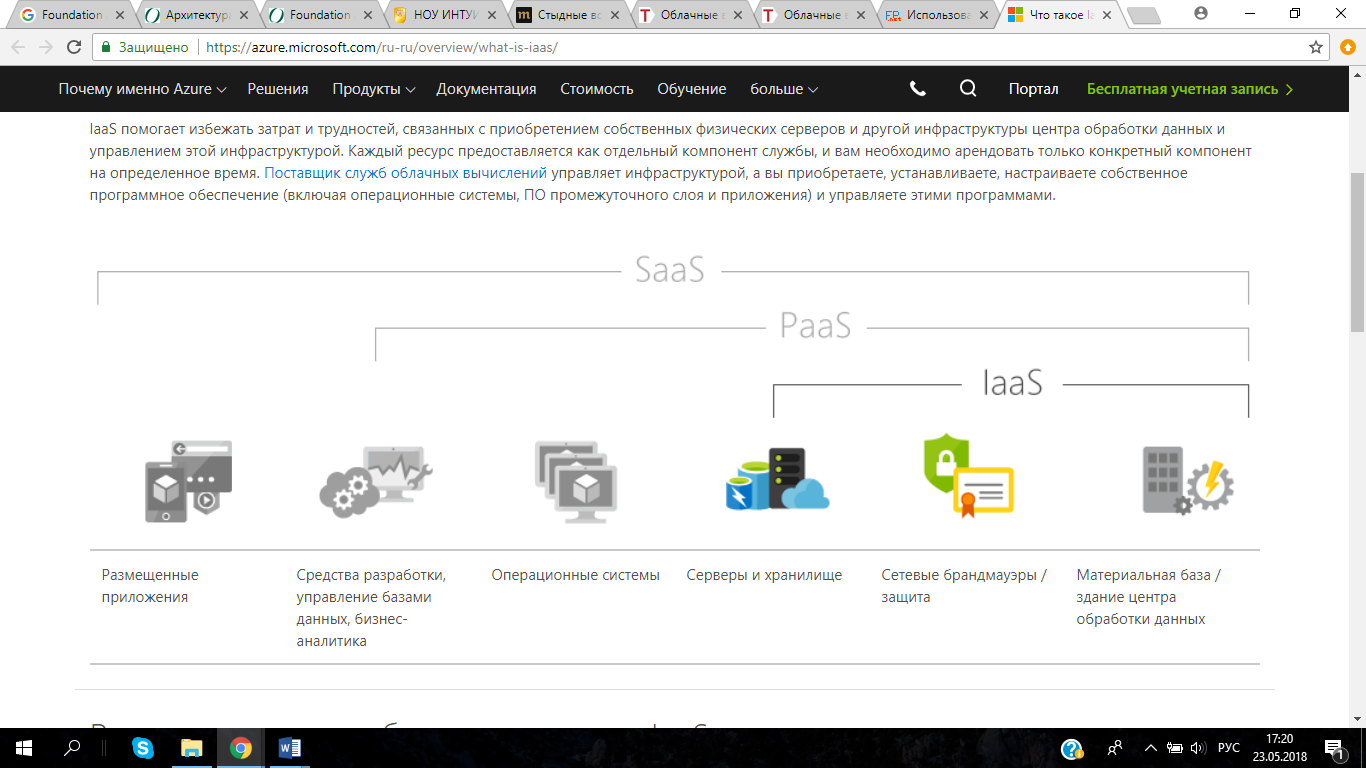 Foundation
Архитектур
Foundation
НОУ ИНТУИ
Стыдные во
Облачные в
Облачные в
Использова
Что такое Ia
Защищено
https://azure.microsoft.com/ru-ru/overview/what-is-iaas/
Почему именно Azure
Решения
Продукты
Документация
Стоимость
Обучение
больше
Портал
Бесплатная учетная запись
IaaS помогает избежать затрат и трудностей, связанных с приобретением собственных физических серверов и другой инфраструктуры центра обработки данных и
управлением этой инфраструктурой. Каждый ресурс предоставляется как отдельный компонент службы, и вам необходимо арендовать только конкретный компонент
на определенное время. Поставщик служб облачных вычислений управляет инфраструктурой, а вы приобретаете, устанавливаете, настраиваете собственное
программное обеспечение (включая операционные системы, ПО промежуточного слоя и приложения) и управляете этими программами.
SaaS
PaaS
IaaS
Размещенные
приложения
Средства разработки,
управление базами
данных, бизнес-
аналитика
Операционные системы
Серверы и хранилище
Сетевые брандмауэры /
защита
Материальная база /
здание центра
обработки данных
РУС
17:20
23.05.2018
1